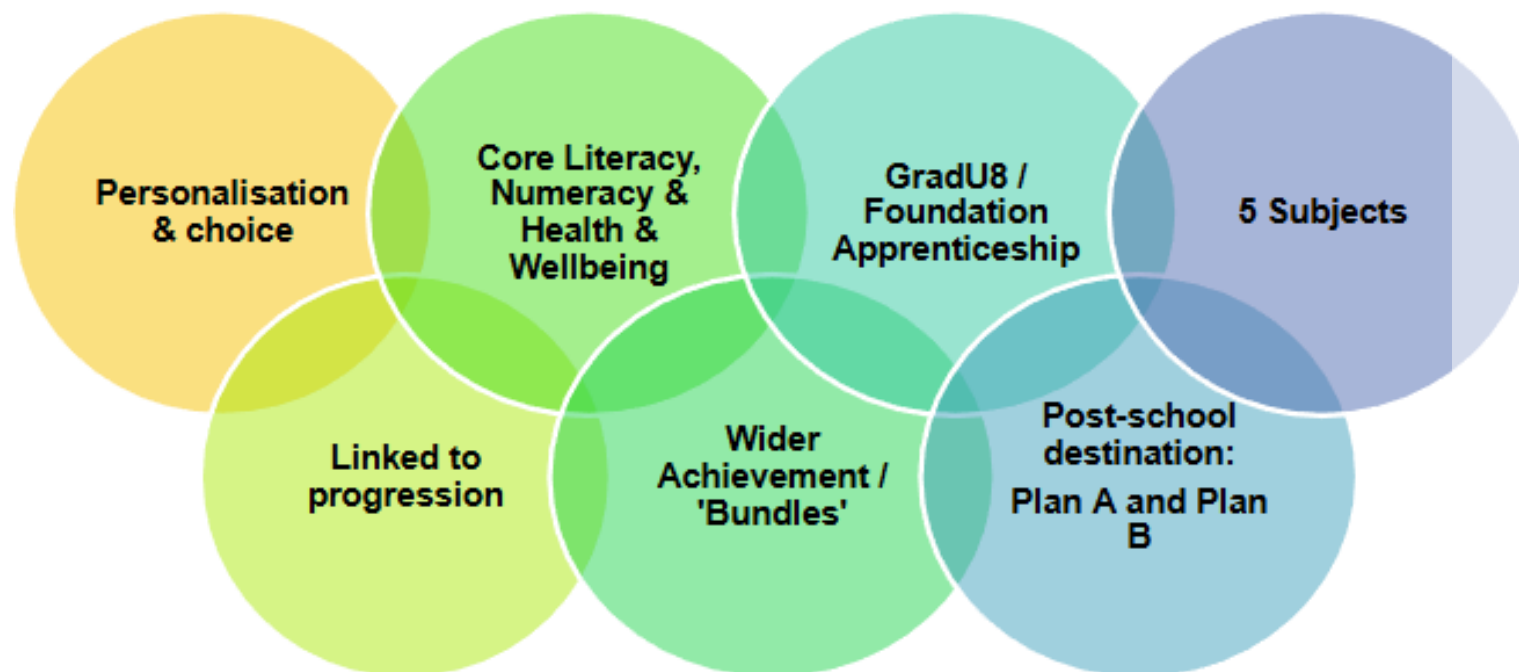 Personalisation
& choice
Core Literacy,
Numeracy &
Health &
Wellbeing
GradU8 /
Foundation
Apprenticeship
5 Subjects
Linked to
progression
Wider
Achievement /
'Bundles'
Post-school
destination:
Plan A and Plan
B